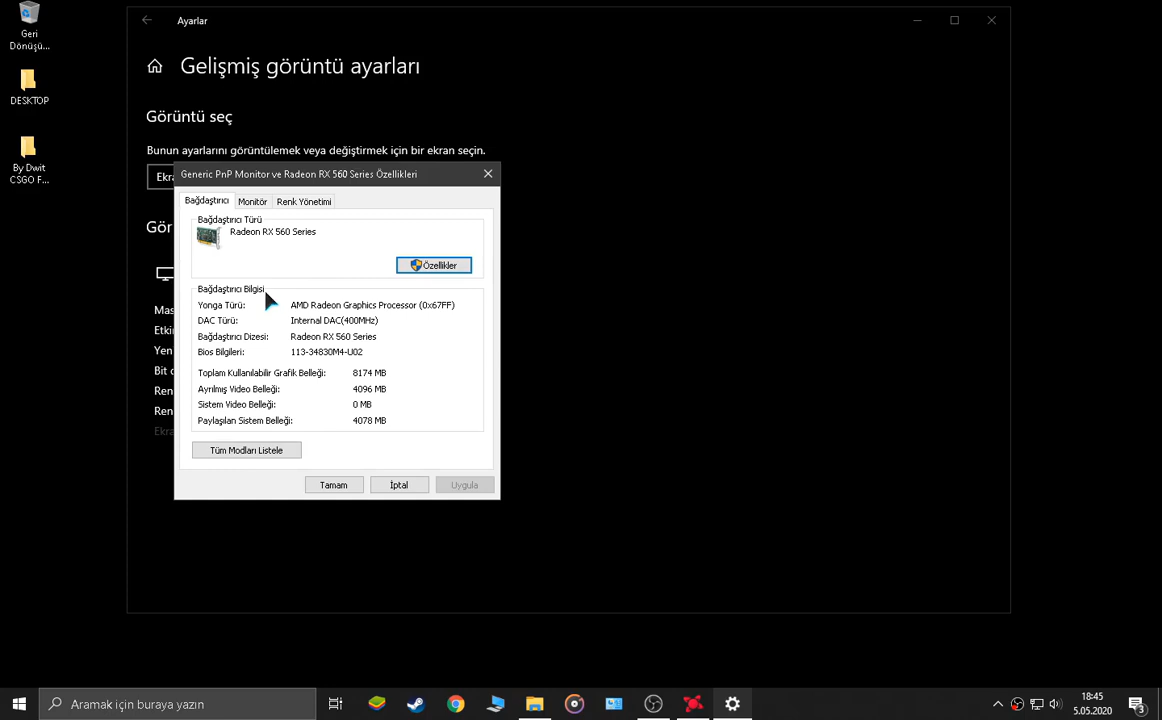 Geri
Dönüşü...
DESKTOP
By Dwit
CSGO F...
Ayarlar
Gelişmiş görüntü ayarları
Görüntü seç
Bunun ayarlarını görüntülemek veya değiştirmek için bir ekran seçin.
Ekra
Gör
Mas
Etkir
Yen
Bit d
Ren
Ren
Ekra
Generic PnP Monitor ve Radeon RX 560 Series Özellikleri
Bağdaştırıcı Monitör Renk Yönetimi
Bağdaştırıcı Türü
Radeon RX 560 Series
Özellikler
Bağdaştırıcı Bilgisi
Yonga Türü: AMD Radeon Graphics Processor (0x67FF)
DAC Türü: Internal DAC(400MHz)
Bağdaştırıcı Dizesi: Radeon RX 560 Series
Bios Bilgileri: 113-34830M4-U02
Toplam Kullanılabilir Grafik Belleği: 8174 MB
Ayrılmış Video Belleği: 4096 MB
Sistem Video Belleği: 0 MB
Paylaşılan Sistem Belleği: 4078 MB
Tüm Modları Listele
Tamam İptal Uygula
Aramak için buraya yazın
18:45
5.05.2020
3